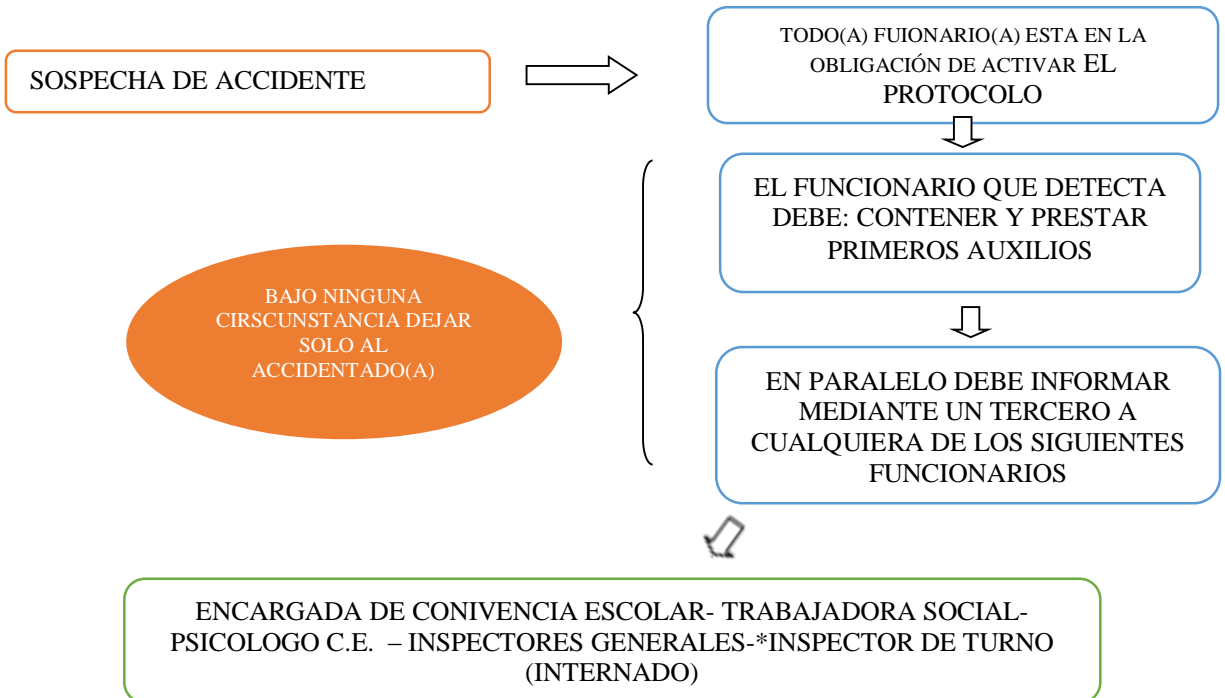 SOSPECHA DE ACCIDENTE
TODO(A) FUIONARIO(A) ESTA EN LA
OBLIGACIÓN DE ACTIVAR EL
PROTOCOLO
EL FUNCIONARIO QUE DETECTA
DEBE: CONTENER Y PRESTAR
PRIMEROS AUXILIOS
BAJO NINGUNA
CIRSCUNSTANCIA DEJAR
SOLO AL
ACCIDENTADO(A)
EN PARALELO DEBE INFORMAR
MEDIANTE UN TERCERO A
CUALQUIERA DE LOS SIGUIENTES
FUNCIONARIOS
ENCARGADA DE CONIVENCIA ESCOLAR- TRABAJADORA SOCIAL-
PSICOLOGO C.E. – INSPECTORES GENERALES-*INSPECTOR DE TURNO
(INTERNADO)